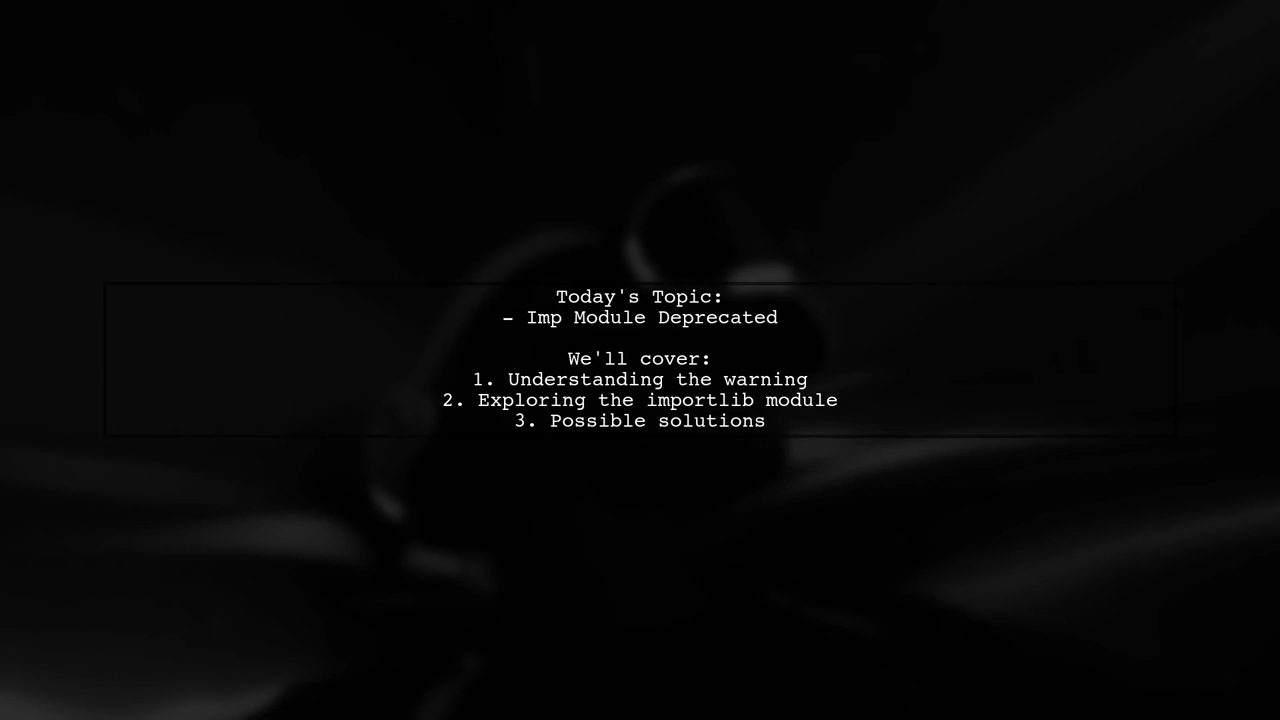 Today's Topic:
- Imp Module Deprecated
We'll cover:
1. Understanding the warning
2. Exploring the importlib module
3. Possible solutions